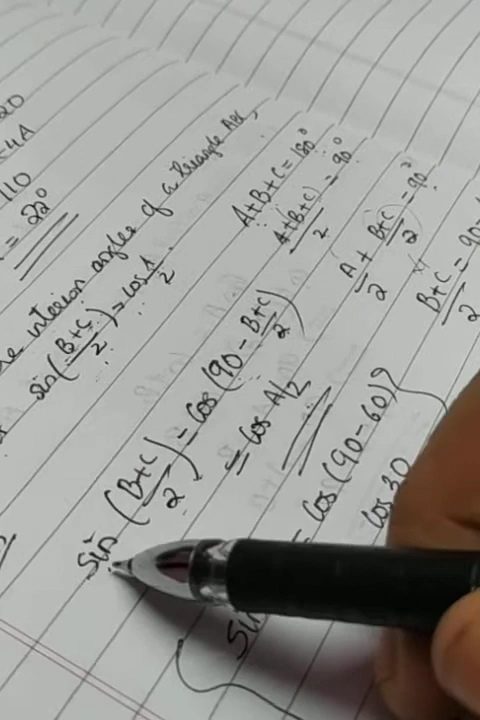 20
4A
110
= 22°
he interior angles of a triangle ABC,
sin(B+C/2) = cos A/2.
A+B+C = 180°
A+(B+C)/2 = 90°
A/2 + B+C/2 = 90°
B+C/2 = 90-
sin (B+C/2) = cos (90 - B+C/2)
= cos A/2
= cos (90-60)
cos 30